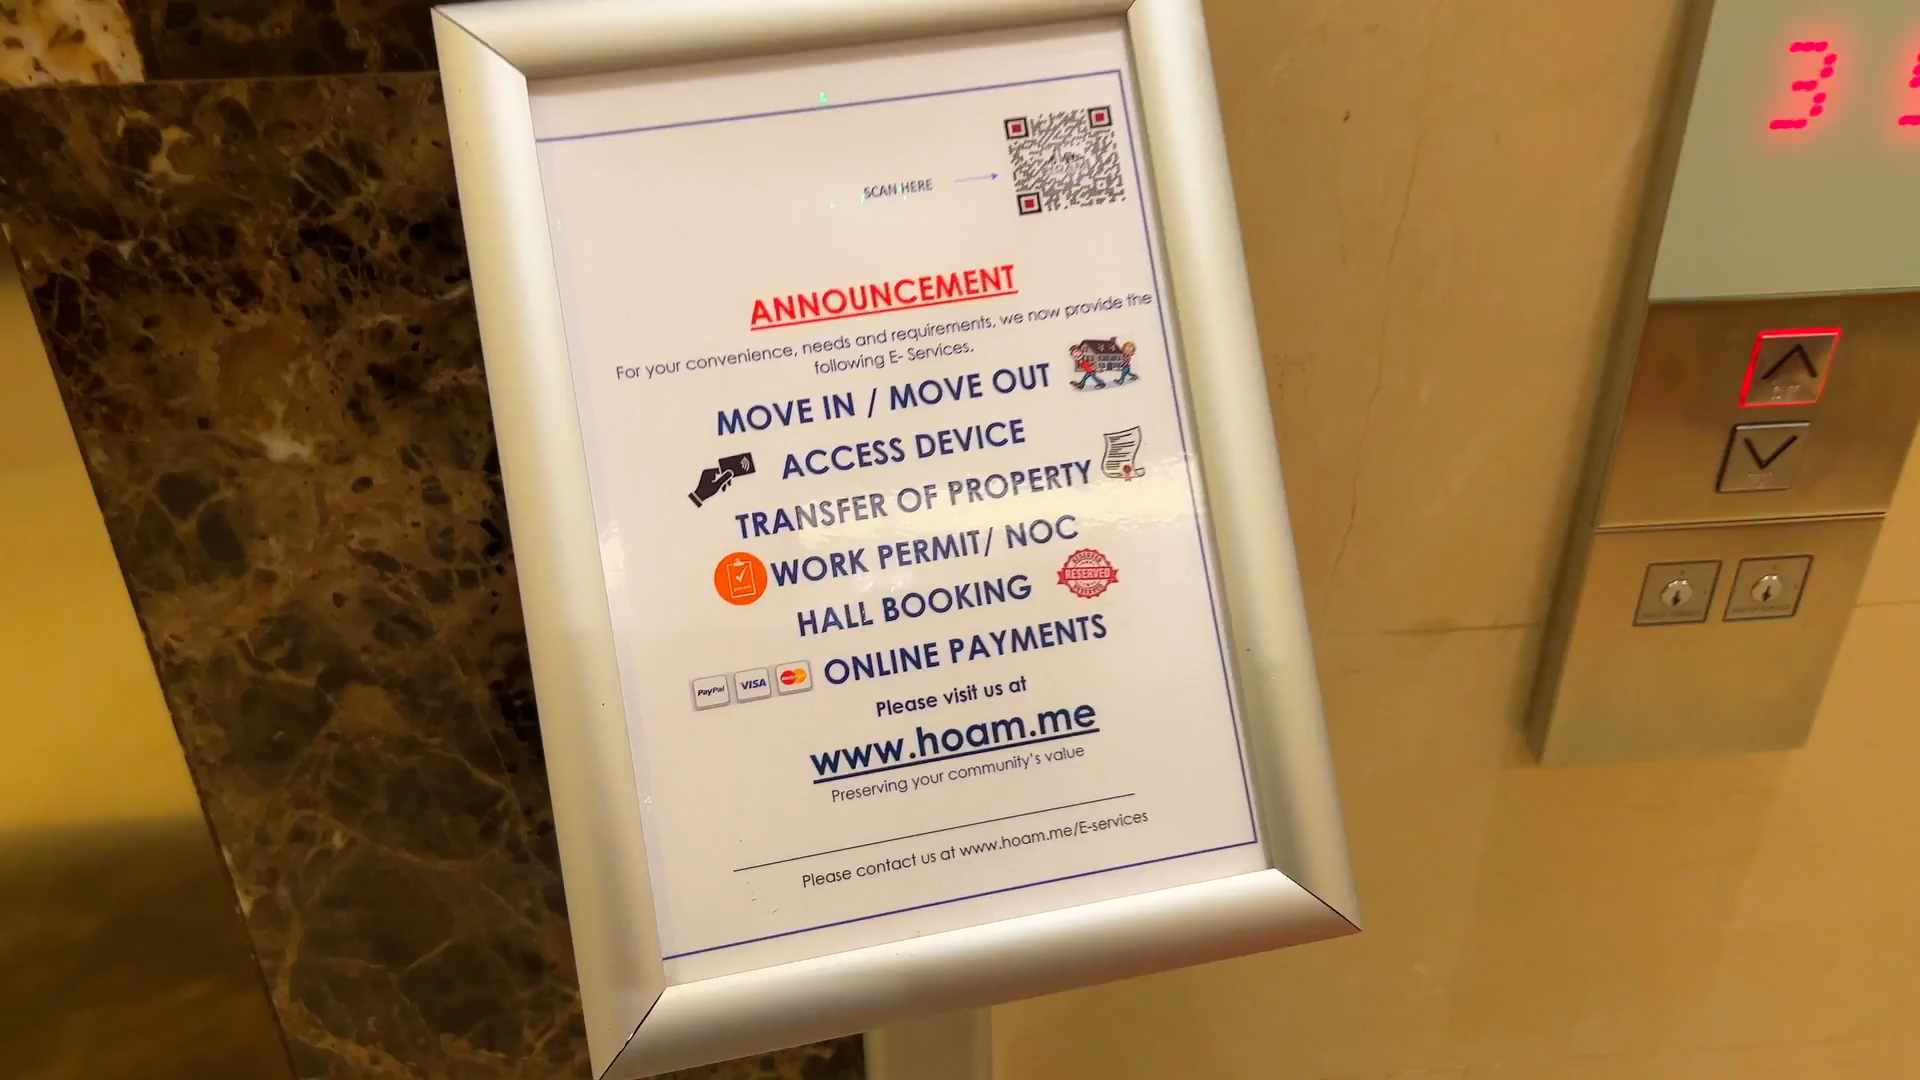 SCAN HERE
ANNOUNCEMENT
For your convenience, needs and requirements, we now provide the
following E- Services.
MOVE IN / MOVE OUT
ACCESS DEVICE
TRANSFER OF PROPERTY
WORK PERMIT/ NOC
HALL BOOKING
RESERVED
ONLINE PAYMENTS
PayPal
VISA
Please visit us at
www.hoam.me
Preserving your community's value
Please contact us at www.hoam.me/E-services
3